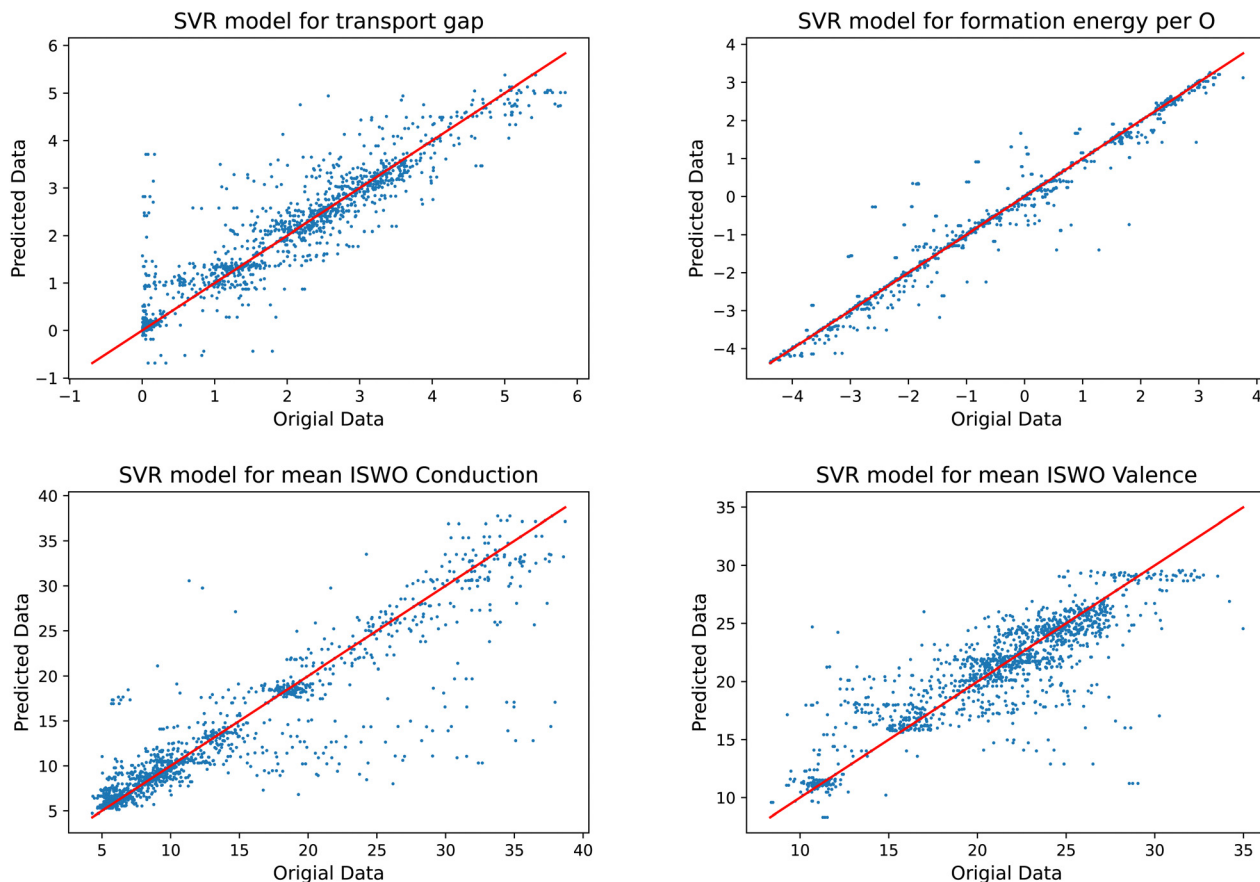 SVR model for transport gap
6
5
4
3
2
1
0
−1
−1 0 1 2 3 4 5 6
Predicted Data
Origial Data
SVR model for formation energy per O
4
3
2
1
0
−1
−2
−3
−4
−4 −3 −2 −1 0 1 2 3 4
Predicted Data
Origial Data
SVR model for mean ISWO Conduction
40
35
30
25
20
15
10
5
5 10 15 20 25 30 35 40
Predicted Data
Origial Data
SVR model for mean ISWO Valence
35
30
25
20
15
10
10 15 20 25 30 35
Predicted Data
Origial Data